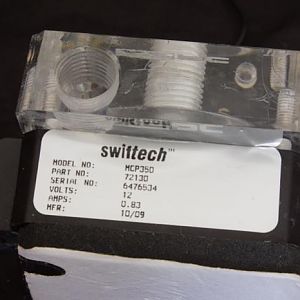 swiftech™
MODEL NO: MCP350
PART NO: 72130
SERIAL NO: 6476534
VOLTS: 12
AMPS: 0.83
MFR: 10/09